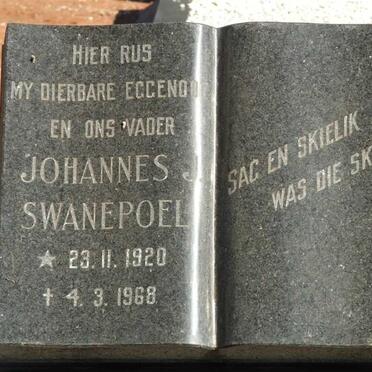 HIER RUS
MY DIERBARE EGGENOO
EN ONS VADER
JOHANNES J
SWANEPOEL
★ 23.11.1920
✝ 4.3.1968
SAG EN SKIELIK
WAS DIE SK